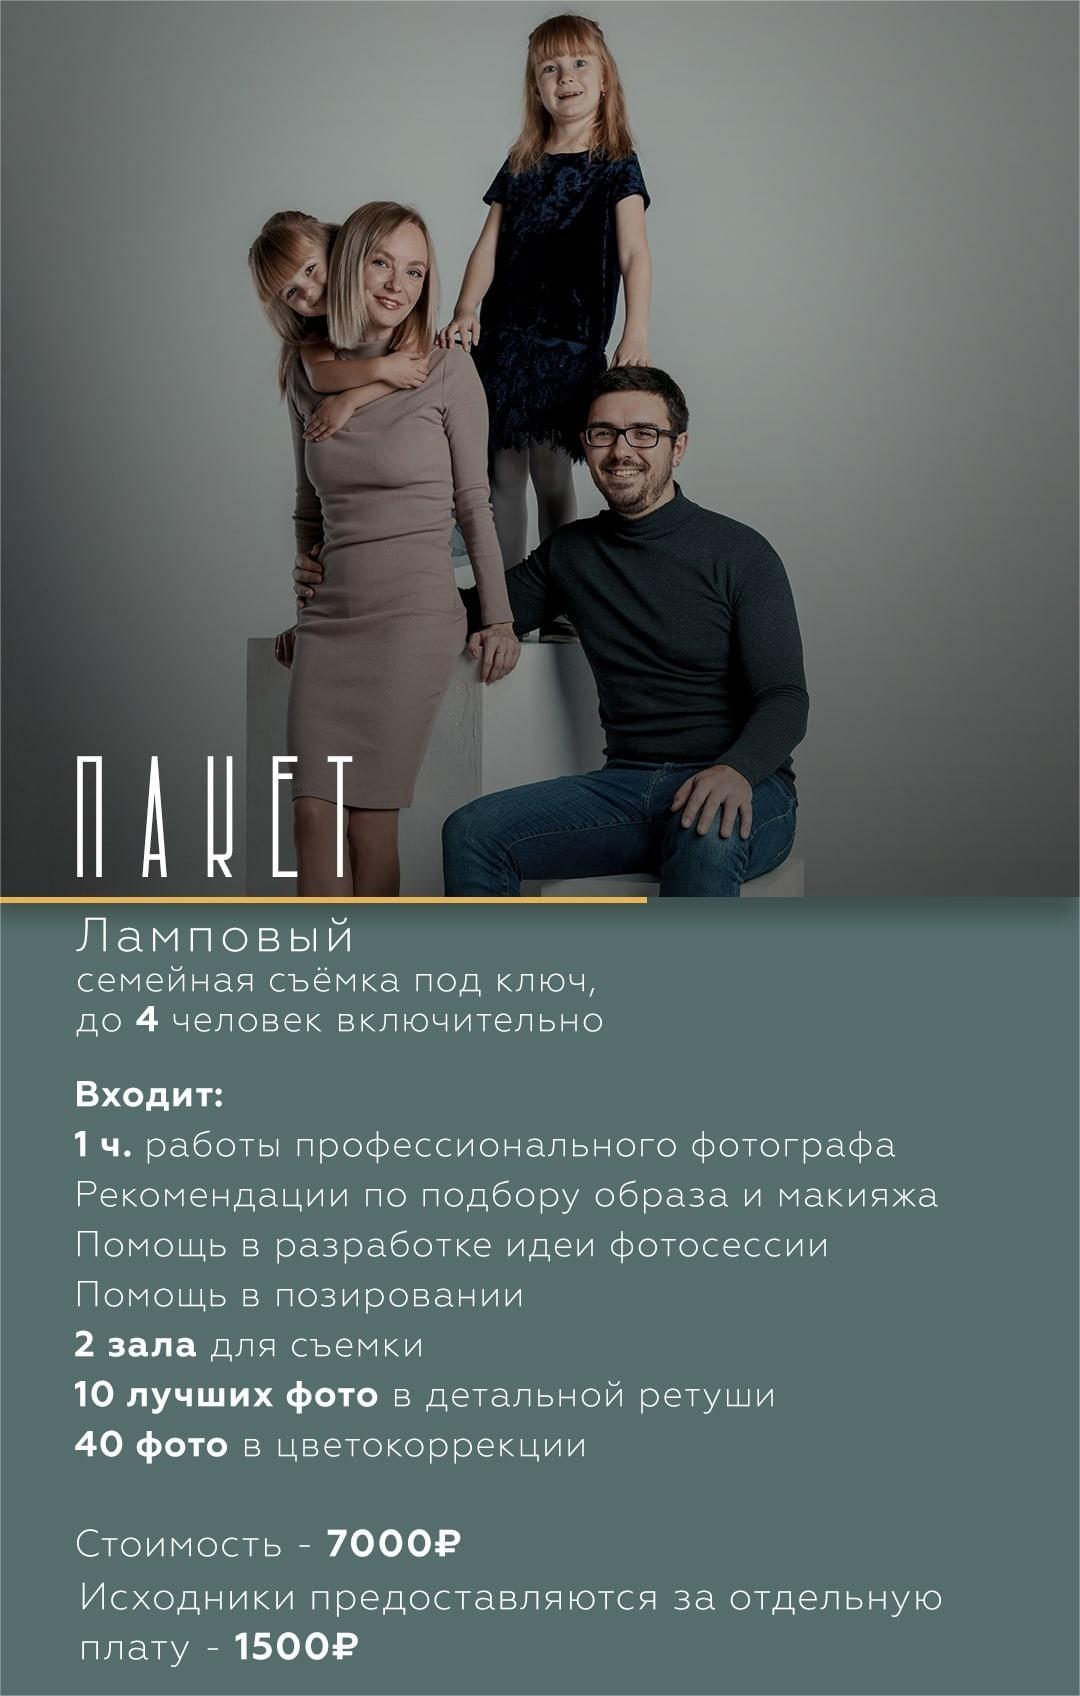 ПАКЕТ
Ламповый
семейная съёмка под ключ,
до 4 человек включительно
Входит:
1 ч. работы профессионального фотографа
Рекомендации по подбору образа и макияжа
Помощь в разработке идеи фотосессии
Помощь в позировании
2 зала для съемки
10 лучших фото в детальной ретуши
40 фото в цветокоррекции
Стоимость - 7000₽
Исходники предоставляются за отдельную
плату - 1500₽